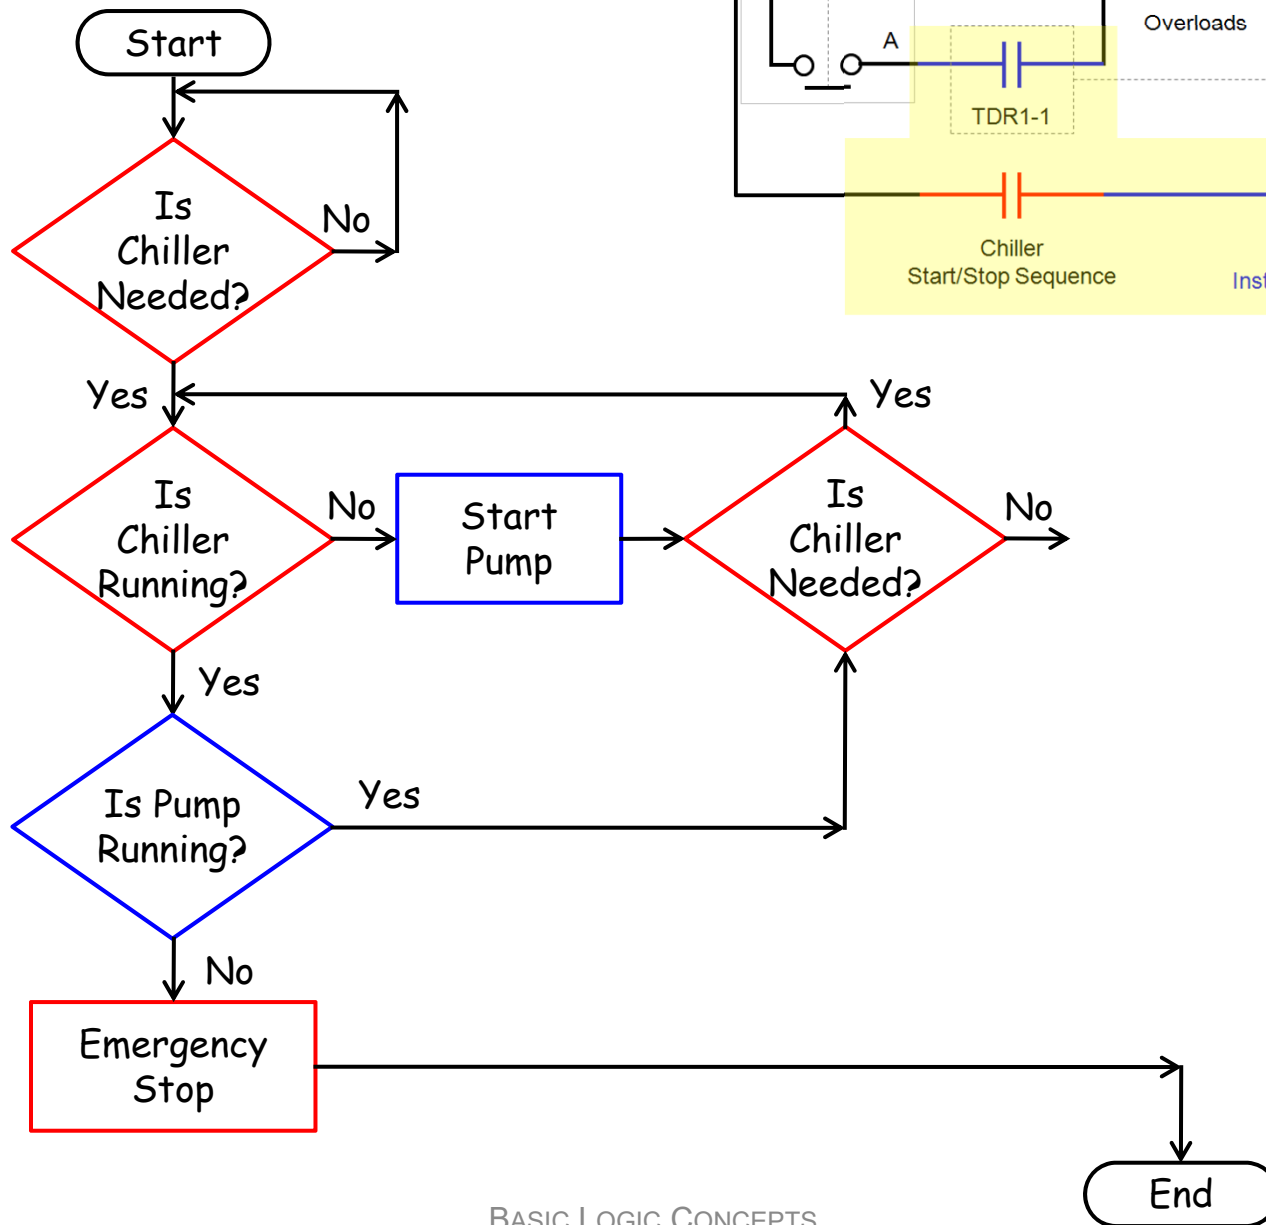 Start
Is
Chiller
Needed?
No
Yes
Is
Chiller
Running?
No
Start
Pump
Is
Chiller
Needed?
Yes
No
Yes
Is Pump
Running?
Yes
No
Emergency
Stop
End
Overloads
A
TDR1-1
Chiller
Start/Stop Sequence
Inst
BASIC LOGIC CONCEPTS